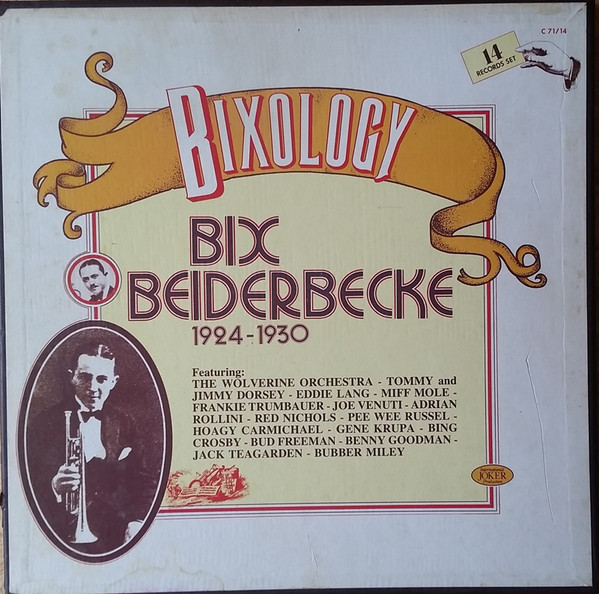 C 71/14
14
RECORDS SET
BIXOLOGY
BIX
BEIDERBECKE
1924-1930
Featuring:
THE WOLVERINE ORCHESTRA - TOMMY and
JIMMY DORSEY - EDDIE LANG - MIFF MOLE -
FRANKIE TRUMBAUER - JOE VENUTI - ADRIAN
ROLLINI - RED NICHOLS - PEE WEE RUSSEL -
HOAGY CARMICHAEL - GENE KRUPA - BING
CROSBY - BUD FREEMAN - BENNY GOODMAN -
JACK TEAGARDEN - BUBBER MILEY
International
JOKER